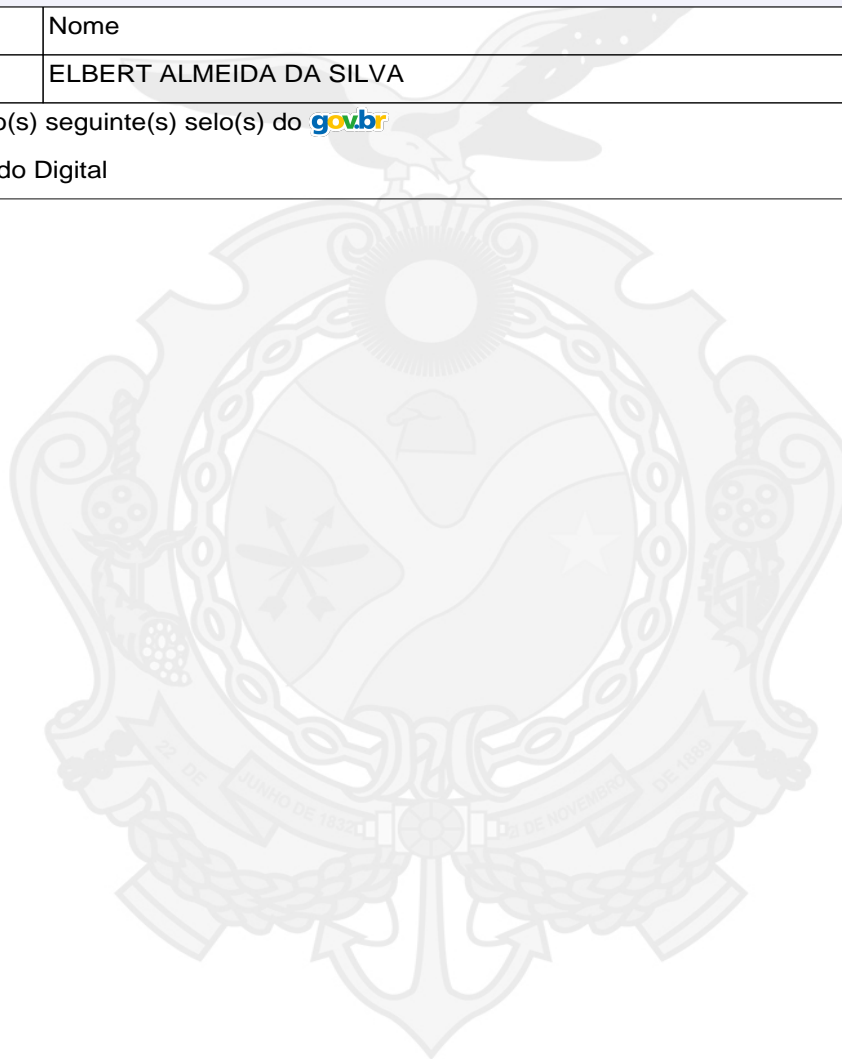 Nome
ELBERT ALMEIDA DA SILVA
o(s) seguinte(s) selo(s) do gov.br
do Digital
22 DE JUNHO DE 1832
21 DE NOVEMBRO DE 1889